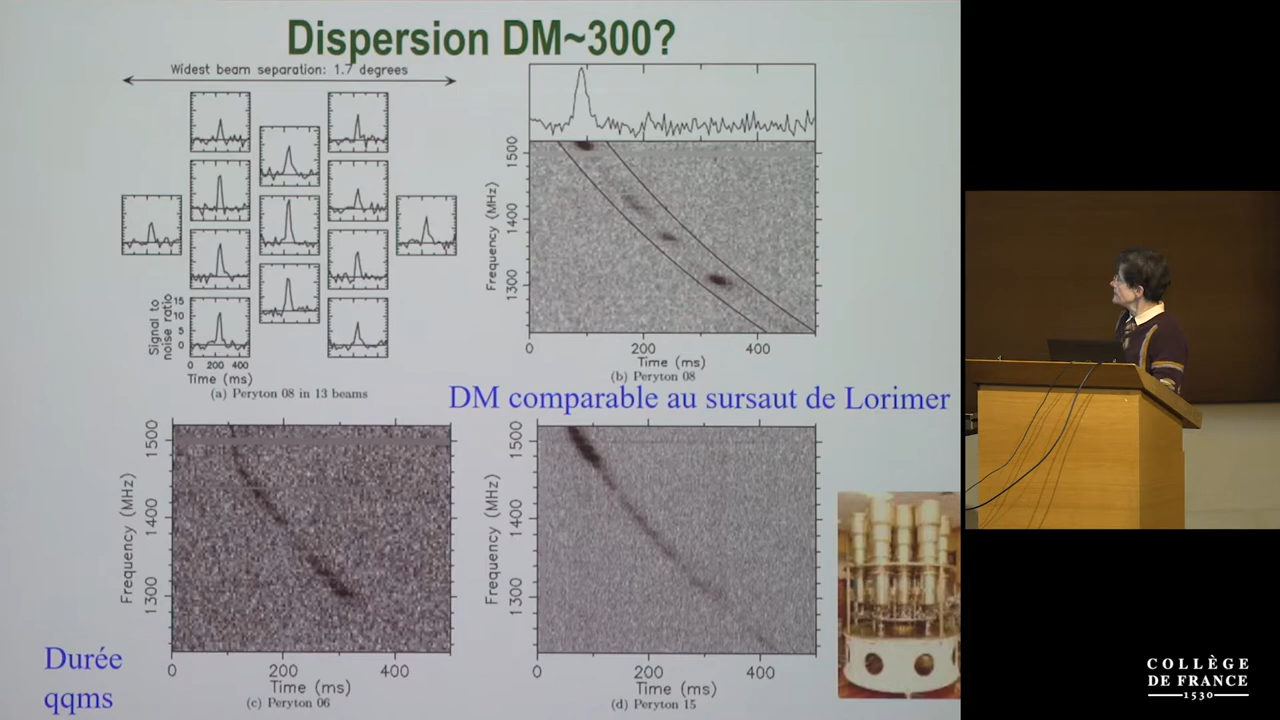 Dispersion DM~300?
Widest beam separation: 1.7 degrees
Signal to
noise ratio
15
10
5
0
0 200 400
Time (ms)
(a) Peryton 08 in 13 beams
Frequency (MHz)
1500
1400
1300
0 200 400
Time (ms)
(b) Peryton 08
DM comparable au sursaut de Lorimer
Frequency (MHz)
1500
1400
1300
0 200 400
Time (ms)
(c) Peryton 06
Frequency (MHz)
1500
1400
1300
0 200 400
Time (ms)
(d) Peryton 15
Durée
qqms
COLLÈGE
DE FRANCE
1530